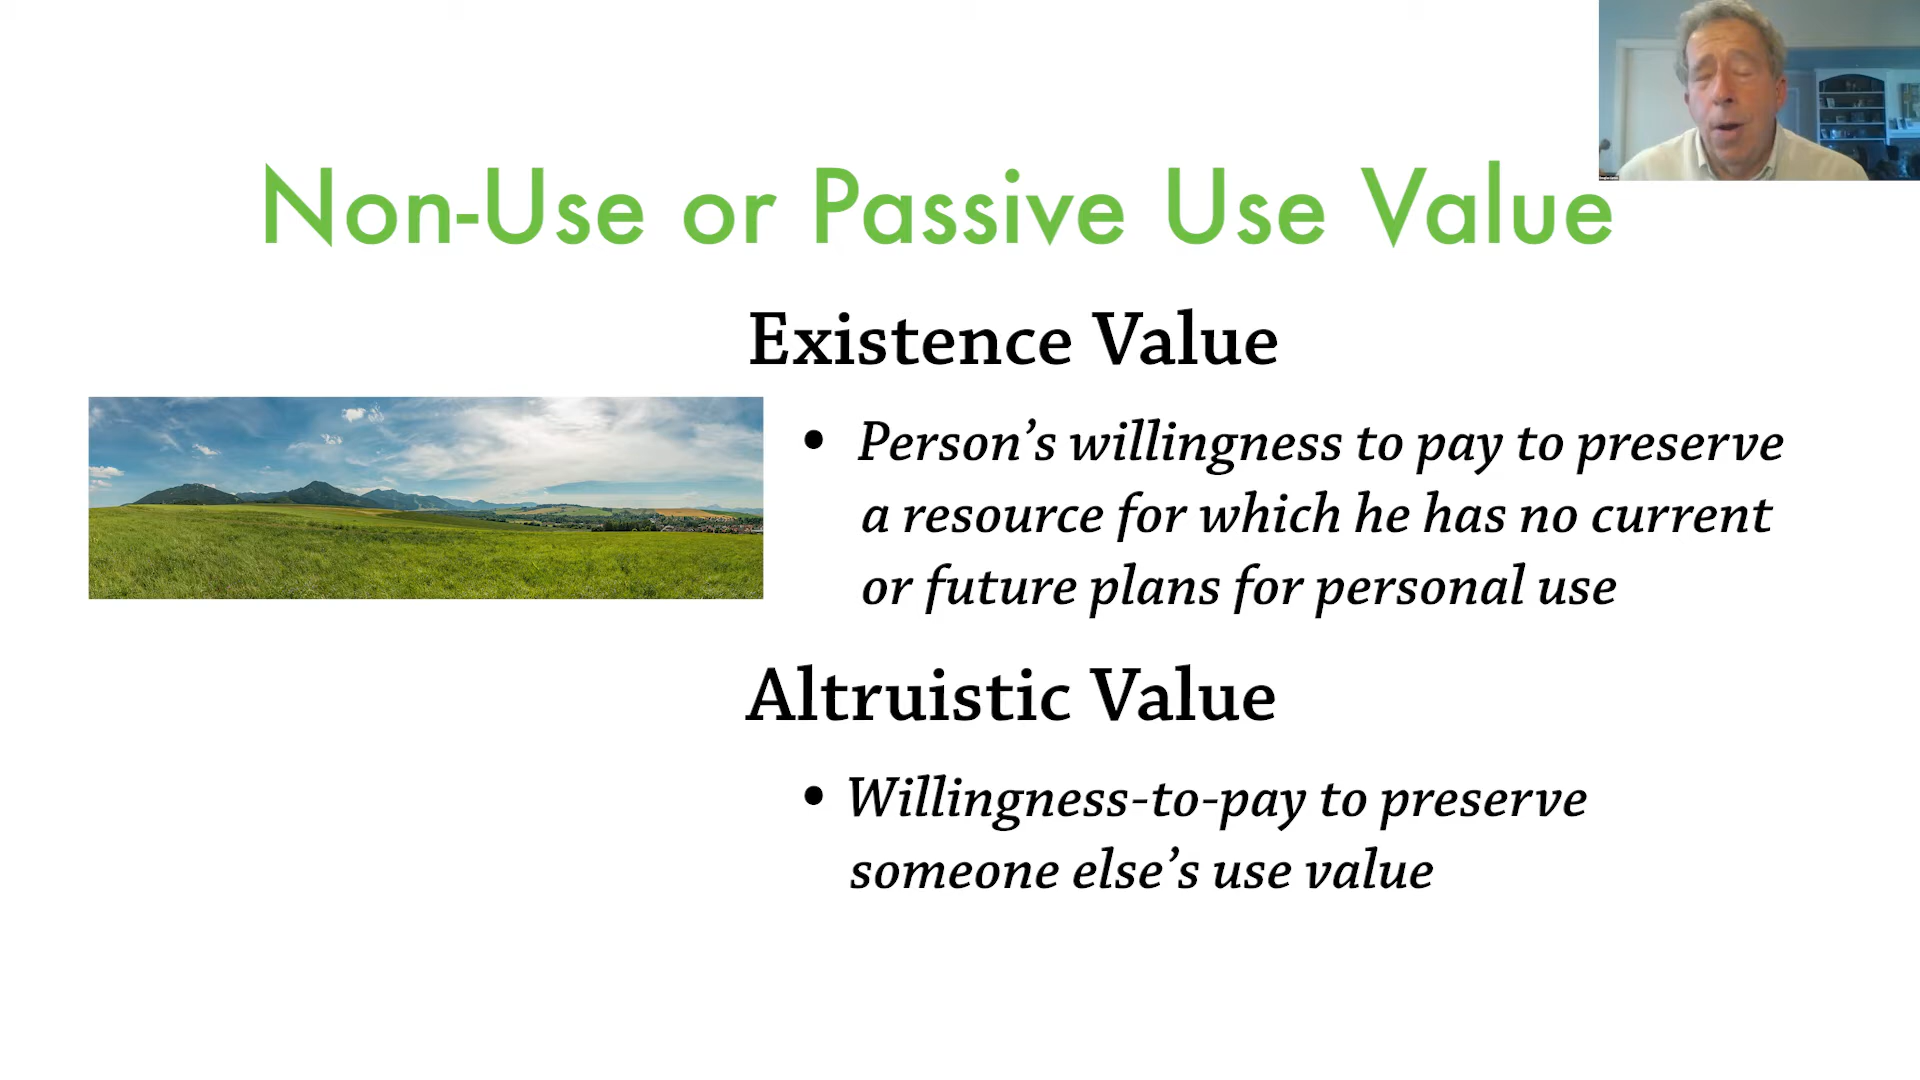 Non-Use or Passive Use Value
Existence Value
• Person’s willingness to pay to preserve
a resource for which he has no current
or future plans for personal use
Altruistic Value
• Willingness-to-pay to preserve
someone else’s use value